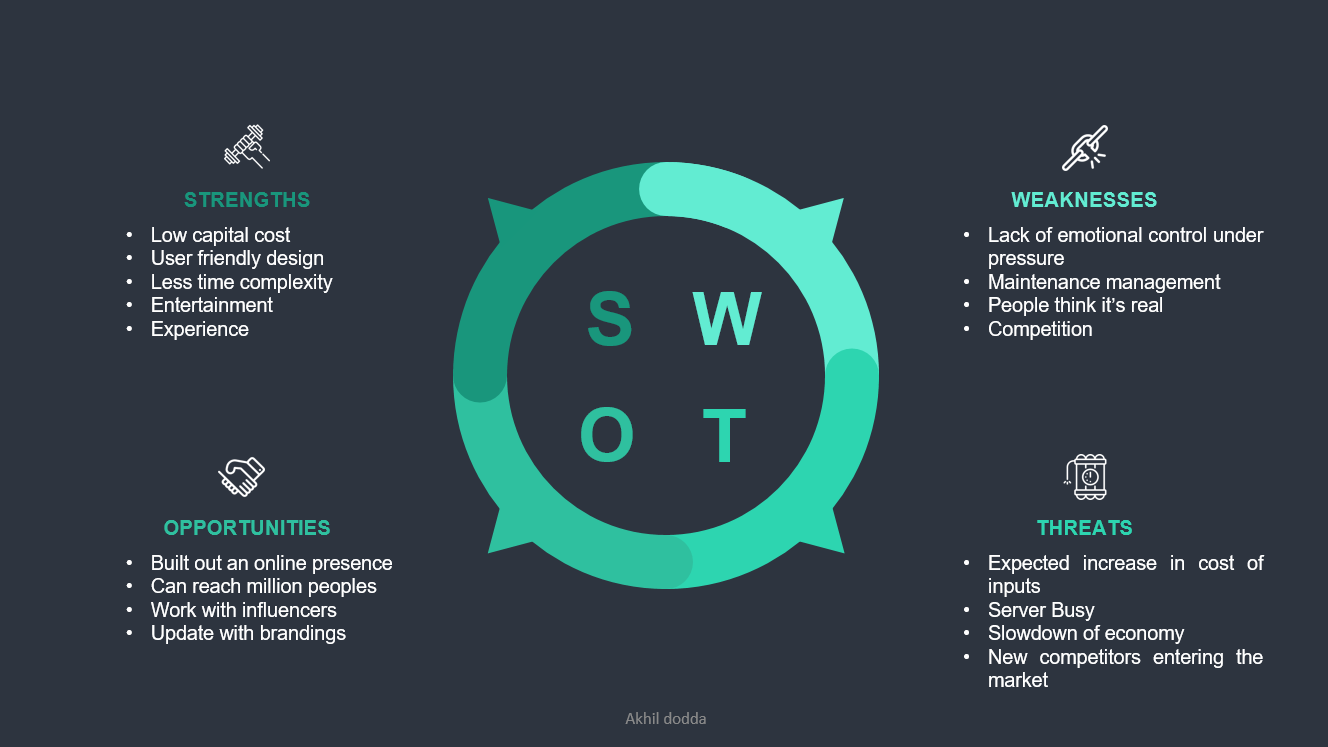 STRENGTHS
• Low capital cost
• User friendly design
• Less time complexity
• Entertainment
• Experience
WEAKNESSES
• Lack of emotional control under
pressure
• Maintenance management
• People think it’s real
• Competition
S W
O T
OPPORTUNITIES
• Built out an online presence
• Can reach million peoples
• Work with influencers
• Update with brandings
THREATS
• Expected increase in cost of
inputs
• Server Busy
• Slowdown of economy
• New competitors entering the
market
Akhil dodda